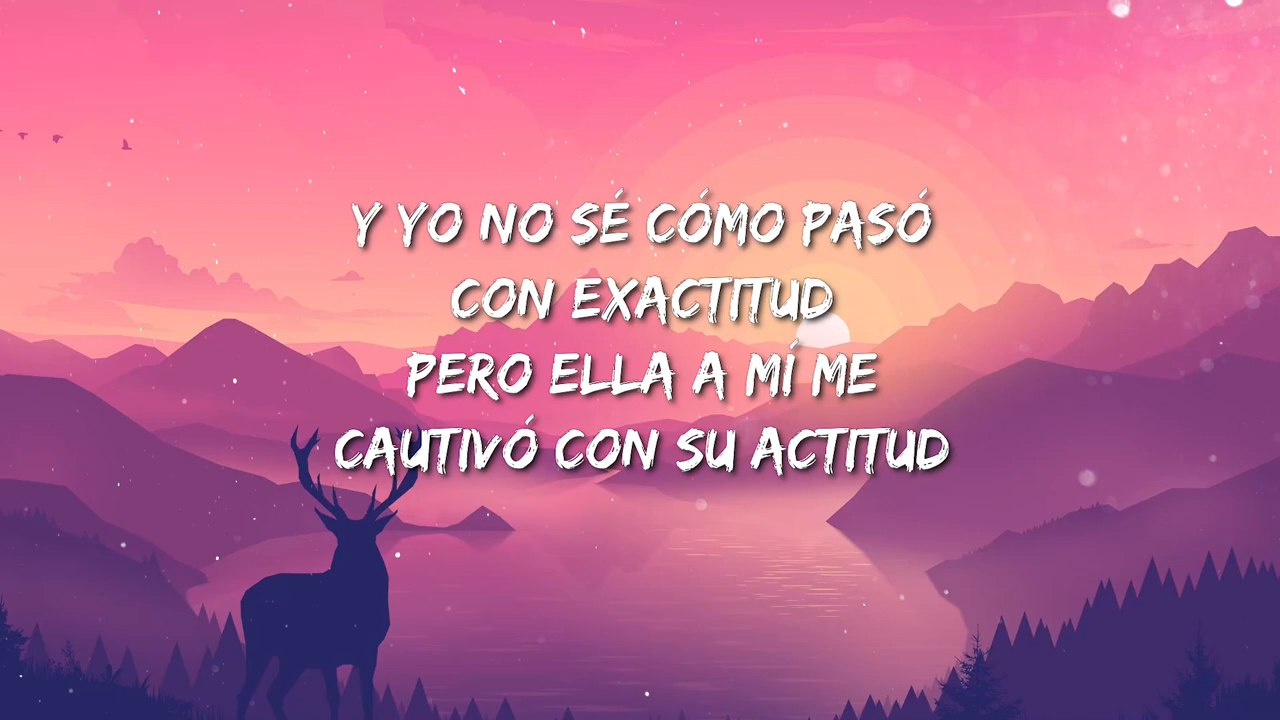 Y YO NO SÉ CÓMO PASÓ
CON EXACTITUD
PERO ELLA A MÍ ME
CAUTIVÓ CON SU ACTITUD